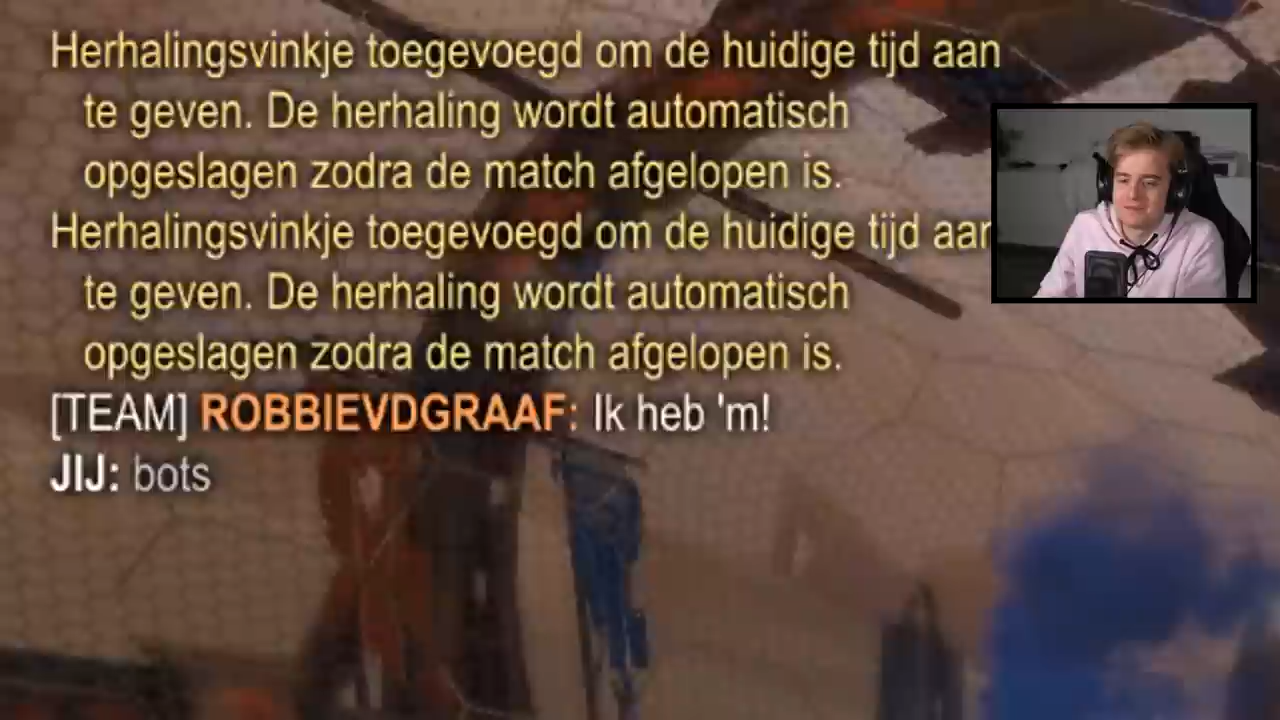 Herhalingsvinkje toegevoegd om de huidige tijd aan
te geven. De herhaling wordt automatisch
opgeslagen zodra de match afgelopen is.
Herhalingsvinkje toegevoegd om de huidige tijd aan
te geven. De herhaling wordt automatisch
opgeslagen zodra de match afgelopen is.
[TEAM] ROBBIEVDGRAAF: Ik heb 'm!
JIJ: bots